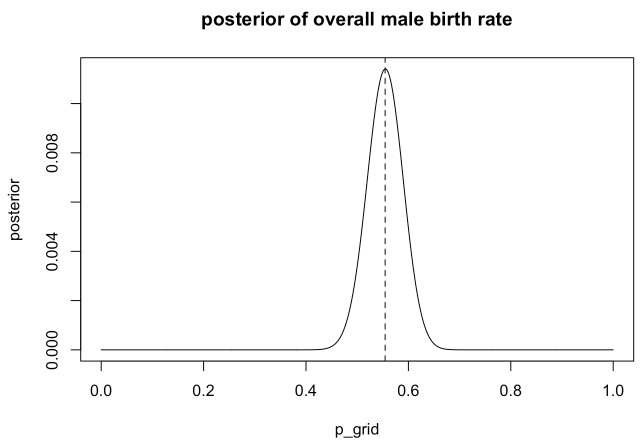 posterior of overall male birth rate
posterior
0.000 0.004 0.008
0.0 0.2 0.4 0.6 0.8 1.0
p_grid